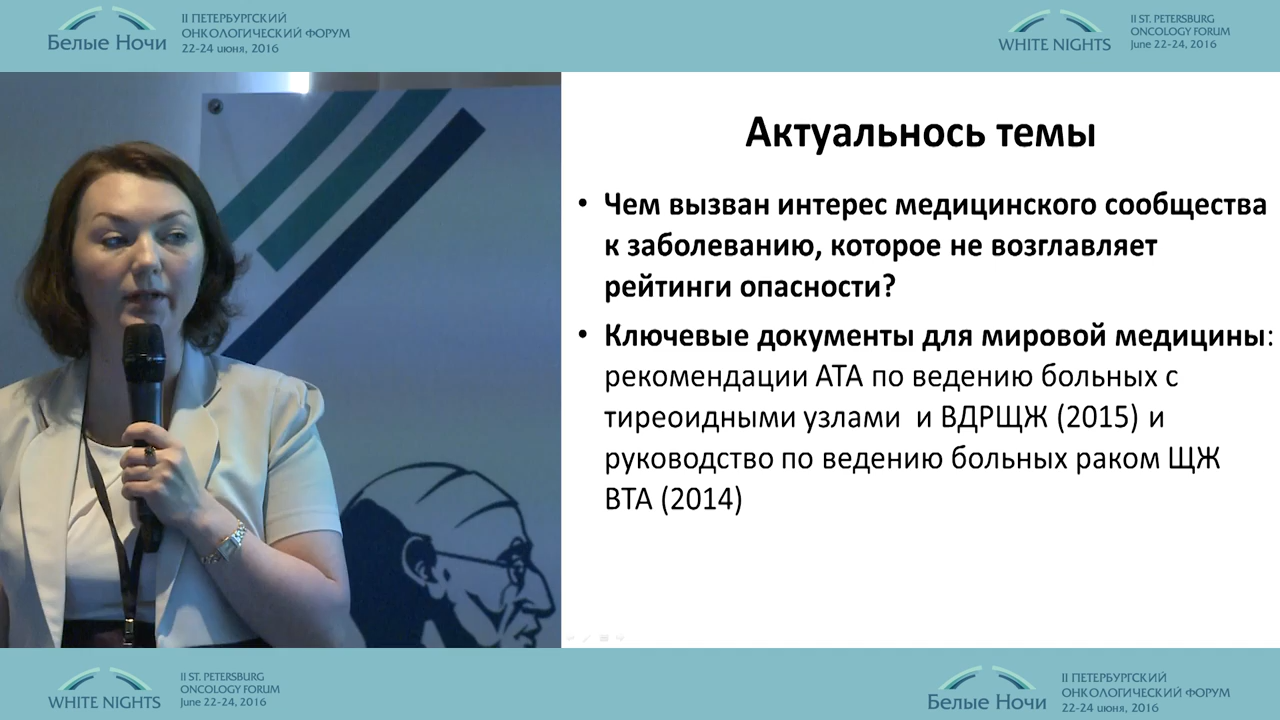 Белые Ночи
II ПЕТЕРБУРГСКИЙ
ОНКОЛОГИЧЕСКИЙ ФОРУМ
22-24 июня, 2016
WHITE NIGHTS
II ST. PETERSBURG
ONCOLOGY FORUM
June 22-24, 2016
Актуальнось темы
• Чем вызван интерес медицинского сообщества
к заболеванию, которое не возглавляет
рейтинги опасности?
• Ключевые документы для мировой медицины:
рекомендации АТА по ведению больных с
тиреоидными узлами и ВДРЩЖ (2015) и
руководство по ведению больных раком ЩЖ
ВТА (2014)
WHITE NIGHTS
II ST. PETERSBURG
ONCOLOGY FORUM
June 22-24, 2016
Белые Ночи
II ПЕТЕРБУРГСКИЙ
ОНКОЛОГИЧЕСКИЙ ФОРУМ
22-24 июня, 2016